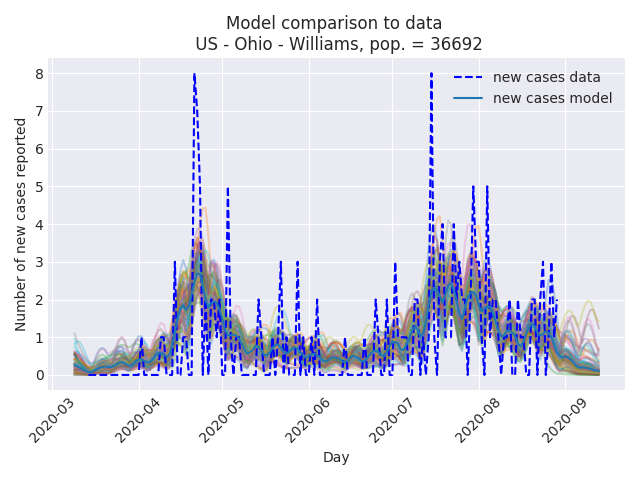 Model comparison to data
US - Ohio - Williams, pop. = 36692
new cases data
new cases model
Number of new cases reported
8
7
6
5
4
3
2
1
0
2020-03
2020-04
2020-05
2020-06
2020-07
2020-08
2020-09
Day